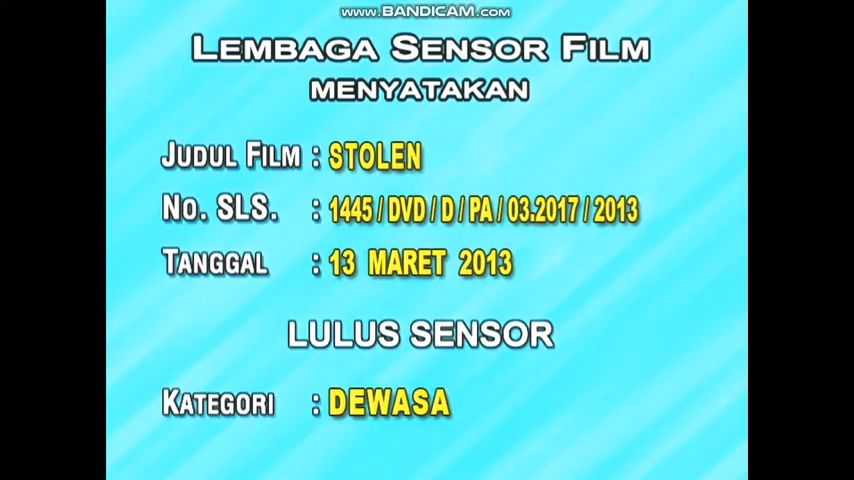 WWW.BANDICAM.COM
LEMBAGA SENSOR FILM
MENYATAKAN
JUDUL FILM : STOLEN
NO. SLS. : 1445 / DVD / D / PA / 03.2017 / 2013
TANGGAL : 13 MARET 2013
LULUS SENSOR
KATEGORI : DEWASA